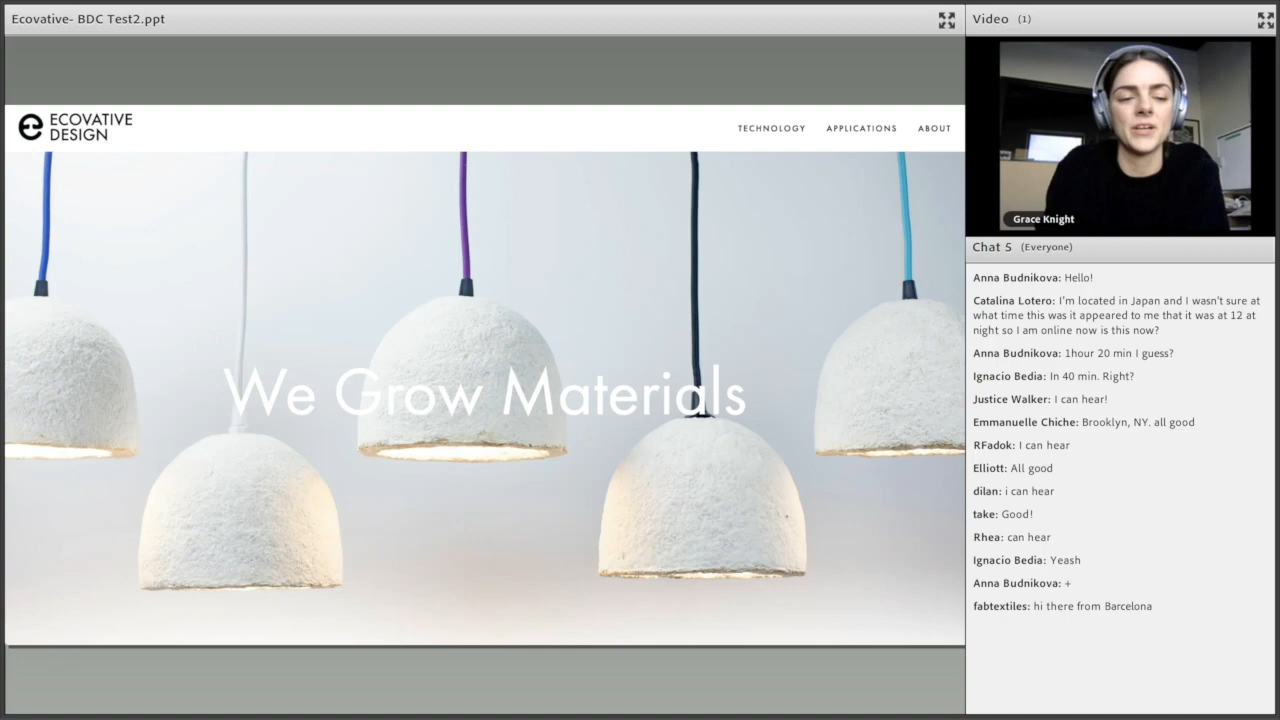 Ecovative- BDC Test2.ppt
ECOVATIVE
DESIGN
TECHNOLOGY APPLICATIONS ABOUT
We Grow Materials
Video (1)
Grace Knight
Chat 5 (Everyone)
Anna Budnikova: Hello!
Catalina Lotero: I'm located in Japan and I wasn't sure at
what time this was it appeared to me that it was at 12 at
night so I am online now is this now?
Anna Budnikova: 1hour 20 min I guess?
Ignacio Bedia: In 40 min. Right?
Justice Walker: I can hear!
Emmanuelle Chiche: Brooklyn, NY. all good
RFadok: I can hear
Elliott: All good
dilan: i can hear
take: Good!
Rhea: can hear
Ignacio Bedia: Yeash
Anna Budnikova: +
fabtextiles: hi there from Barcelona